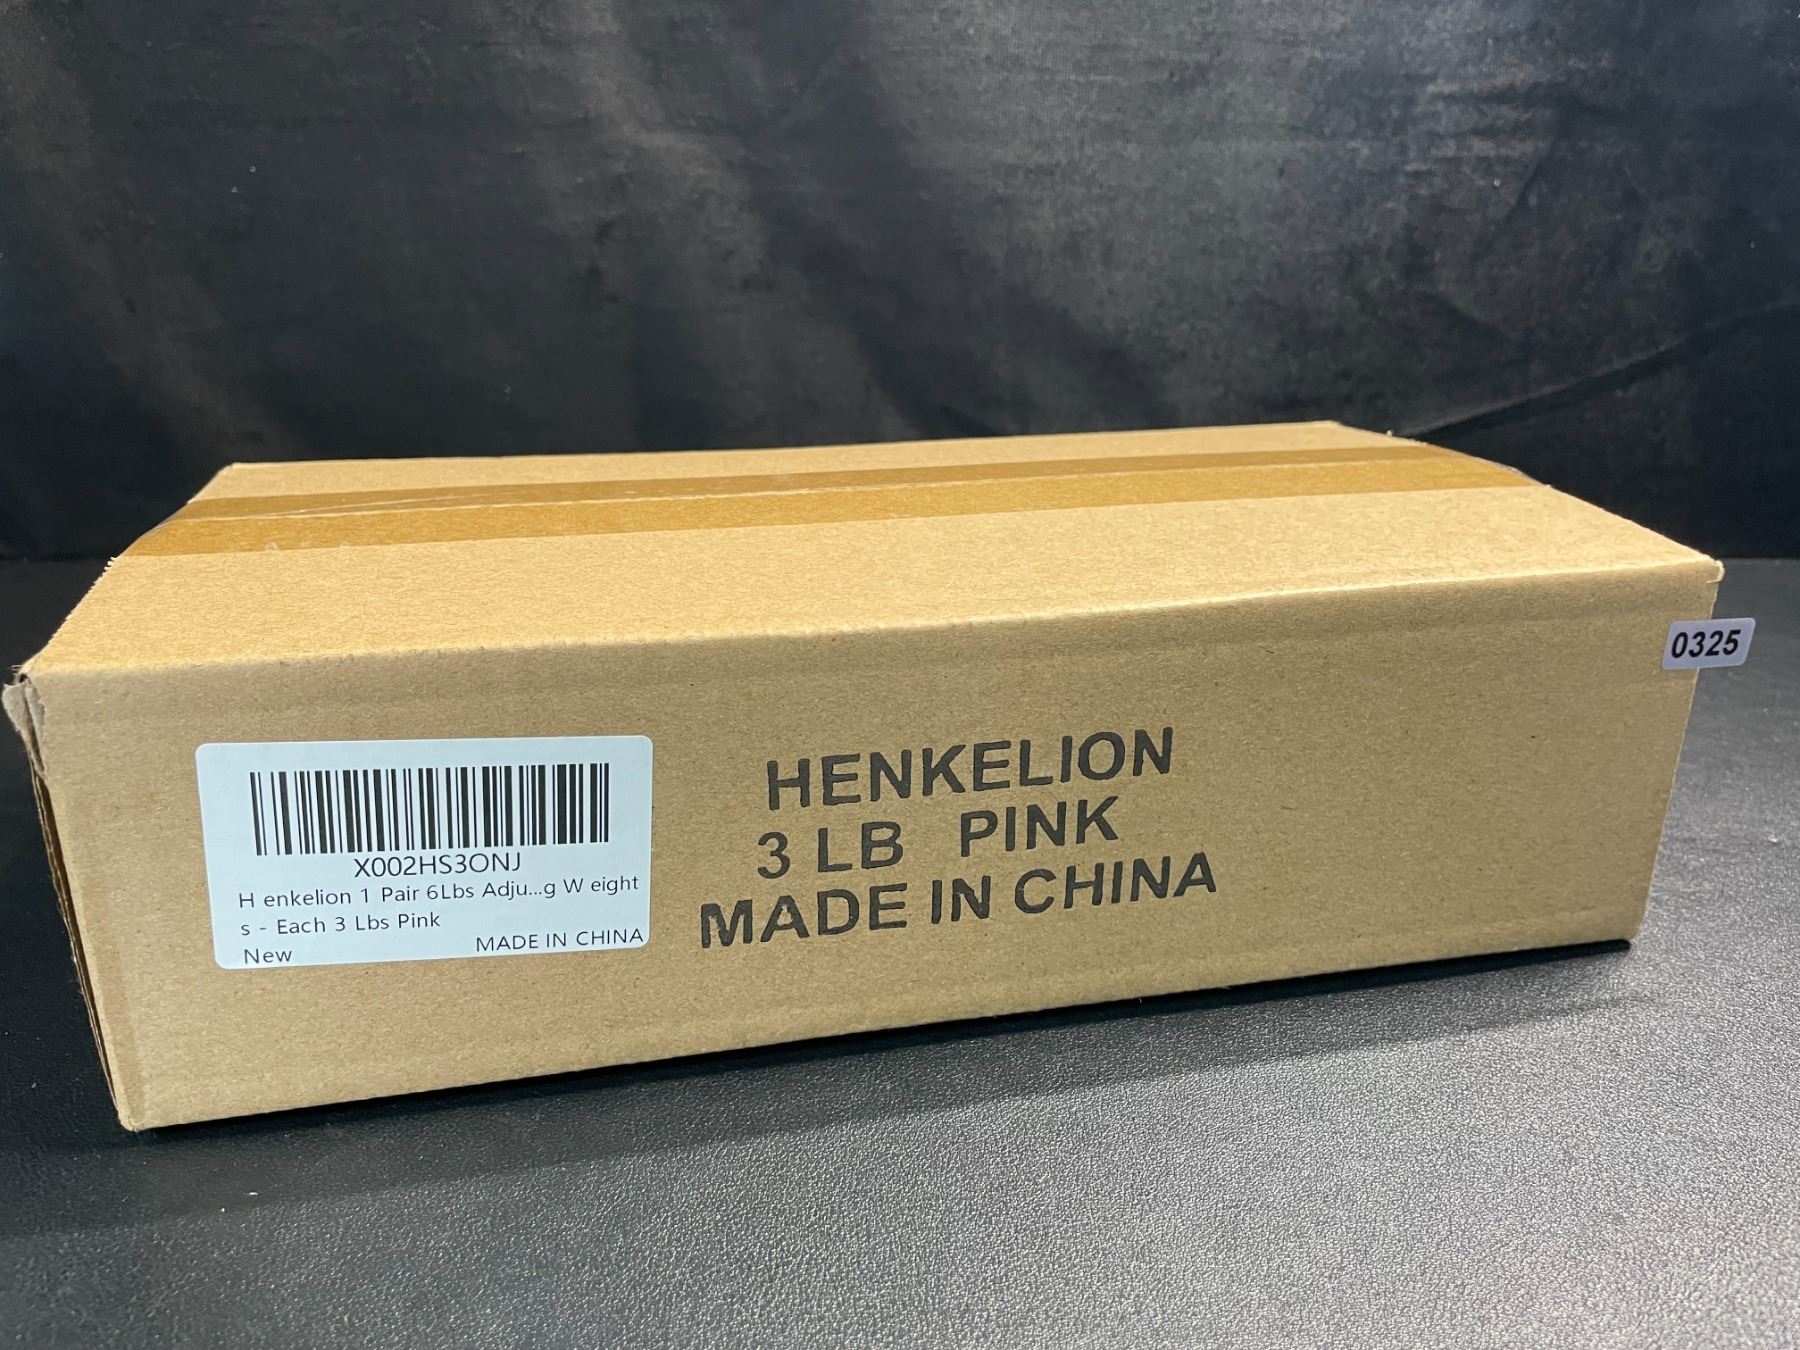 0325
HENKELION
3 LB PINK
MADE IN CHINA
X002HS3ONJ
H enkelion 1 Pair 6Lbs Adju...g W eight
s - Each 3 Lbs Pink
New MADE IN CHINA